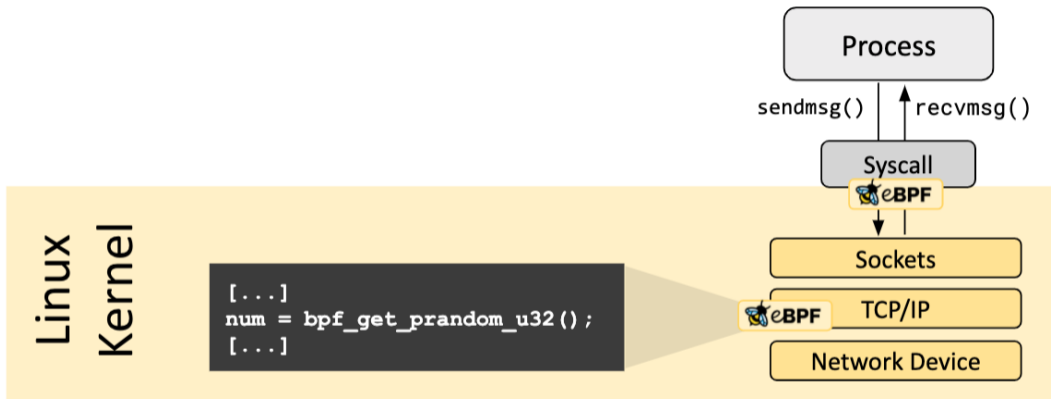 Process
sendmsg()
recvmsg()
Syscall
eBPF
Linux
Kernel
Sockets
[...]
num = bpf_get_prandom_u32();
[...]
eBPF
TCP/IP
Network Device